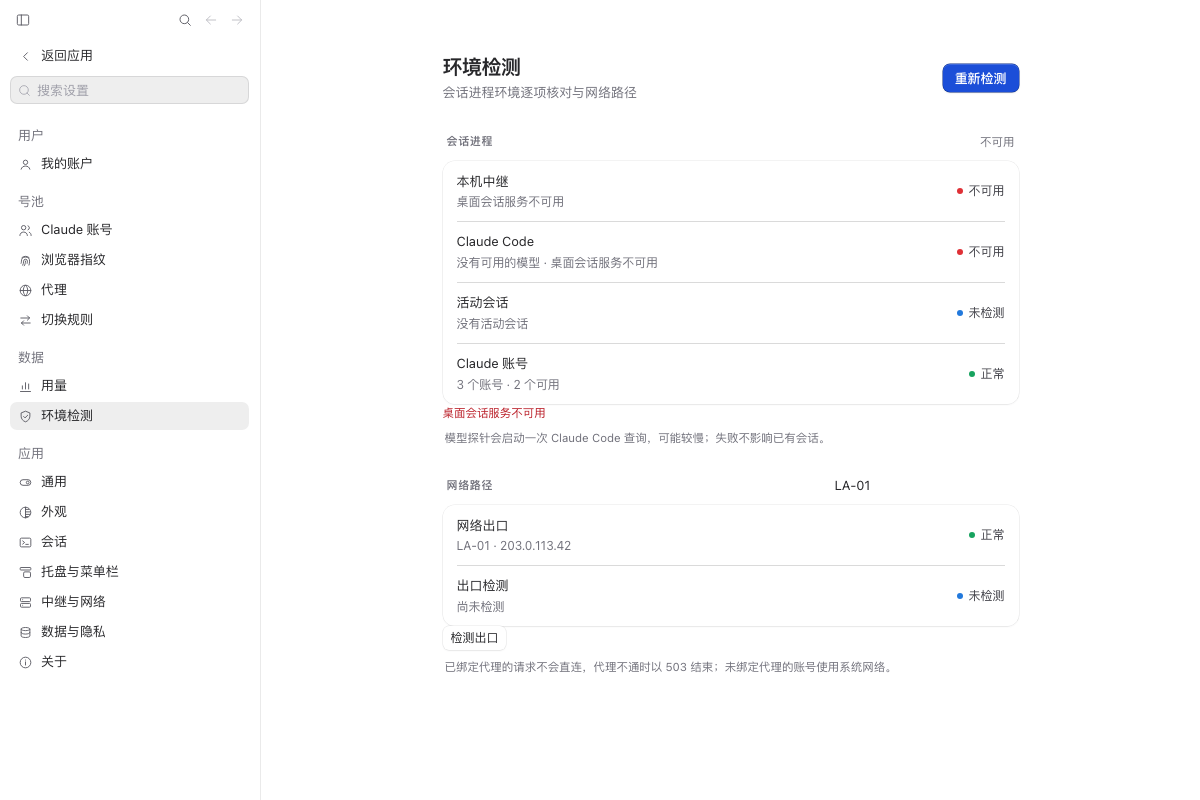 返回应用
搜索设置
用户
我的账户
号池
Claude 账号
浏览器指纹
代理
切换规则
数据
用量
环境检测
应用
通用
外观
会话
托盘与菜单栏
中继与网络
数据与隐私
关于
环境检测
会话进程环境逐项核对与网络路径
重新检测
会话进程
不可用
本机中继
桌面会话服务不可用
不可用
Claude Code
没有可用的模型 · 桌面会话服务不可用
不可用
活动会话
没有活动会话
未检测
Claude 账号
3 个账号 · 2 个可用
正常
桌面会话服务不可用
模型探针会启动一次 Claude Code 查询，可能较慢；失败不影响已有会话。
网络路径
LA-01
网络出口
LA-01 · 203.0.113.42
正常
出口检测
尚未检测
未检测
检测出口
已绑定代理的请求不会直连，代理不通时以 503 结束；未绑定代理的账号使用系统网络。